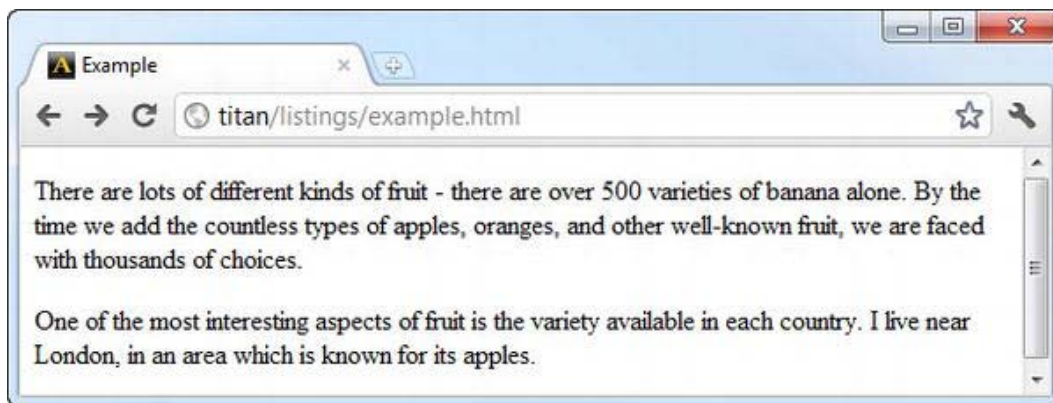 A Example
titan/listings/example.html
There are lots of different kinds of fruit - there are over 500 varieties of banana alone. By the
time we add the countless types of apples, oranges, and other well-known fruit, we are faced
with thousands of choices.
One of the most interesting aspects of fruit is the variety available in each country. I live near
London, in an area which is known for its apples.